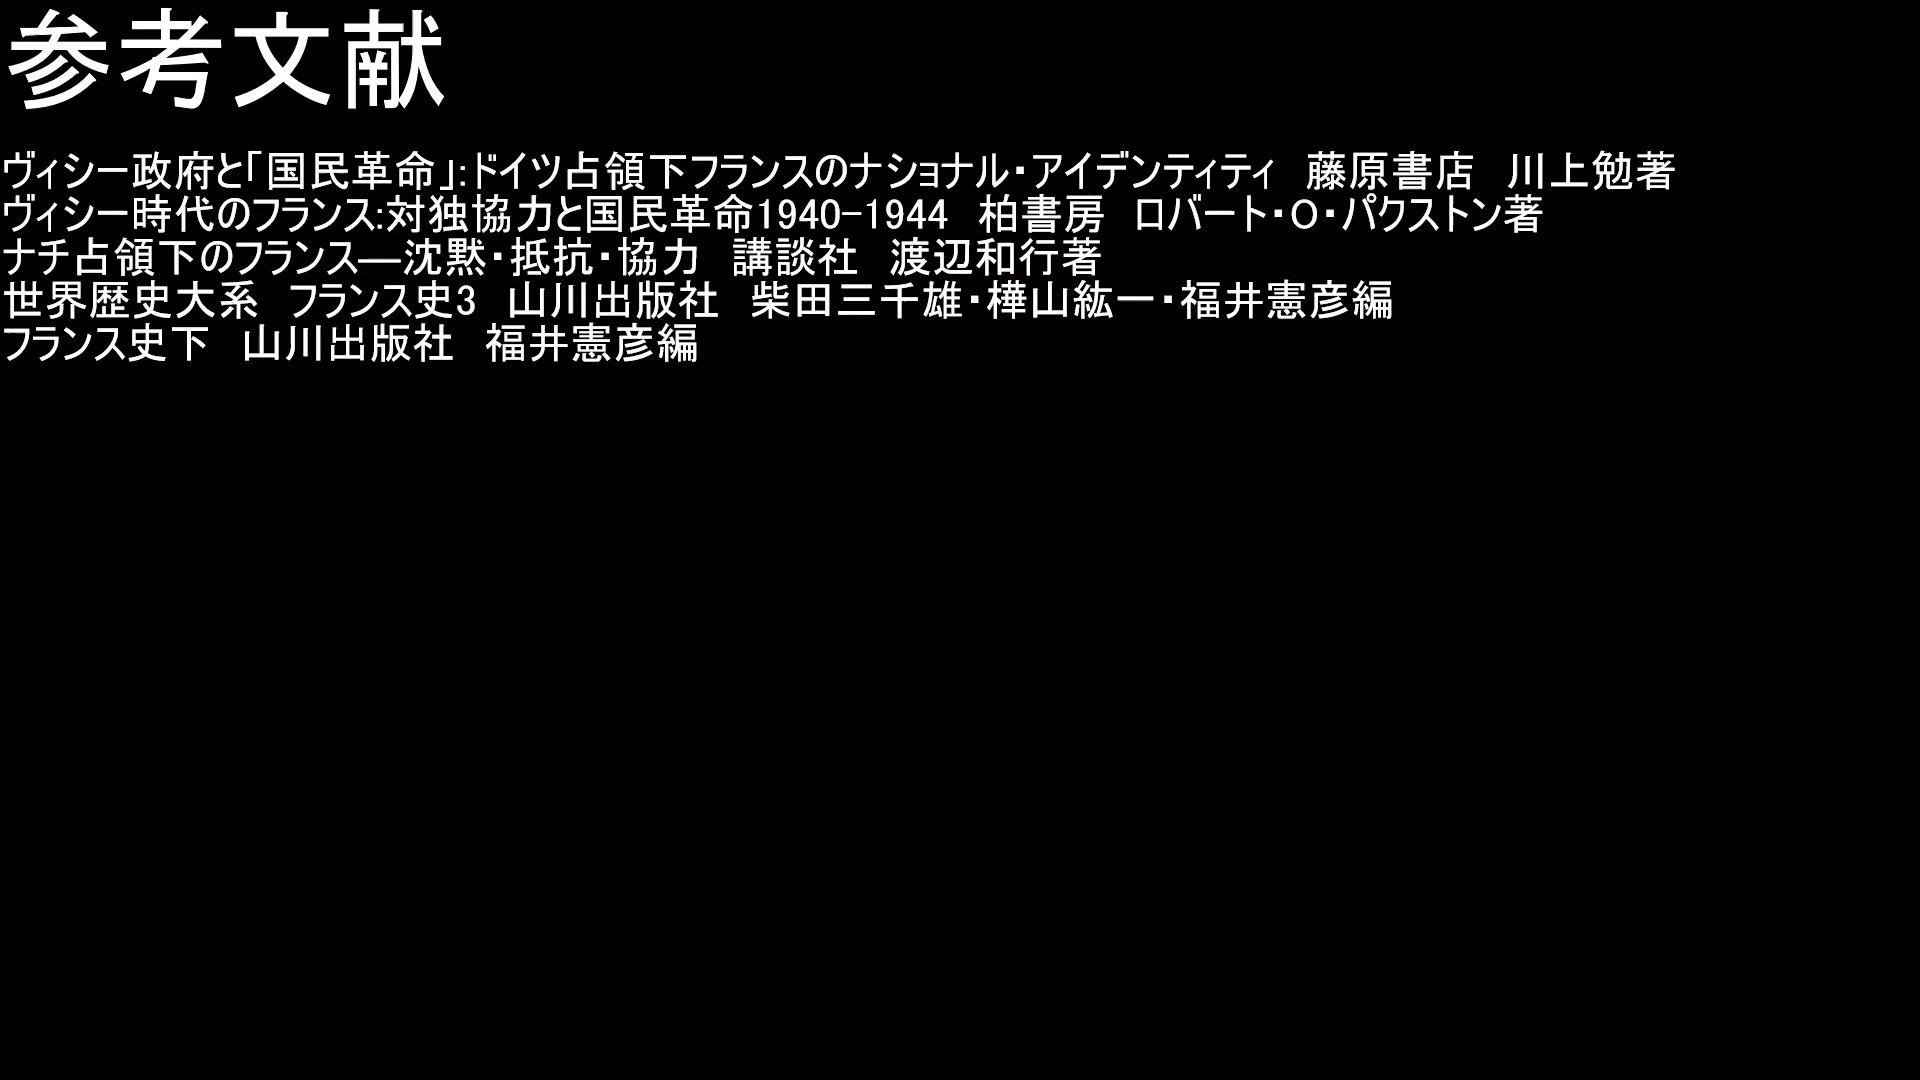 参考文献
ヴィシー政府と「国民革命」:ドイツ占領下フランスのナショナル・アイデンティティ　藤原書店　川上勉著
ヴィシー時代のフランス:対独協力と国民革命1940-1944　柏書房　ロバート・O・パクストン著
ナチ占領下のフランス―沈黙・抵抗・協力　講談社　渡辺和行著
世界歴史大系　フランス史3　山川出版社　柴田三千雄・樺山紘一・福井憲彦編
フランス史下　山川出版社　福井憲彦編